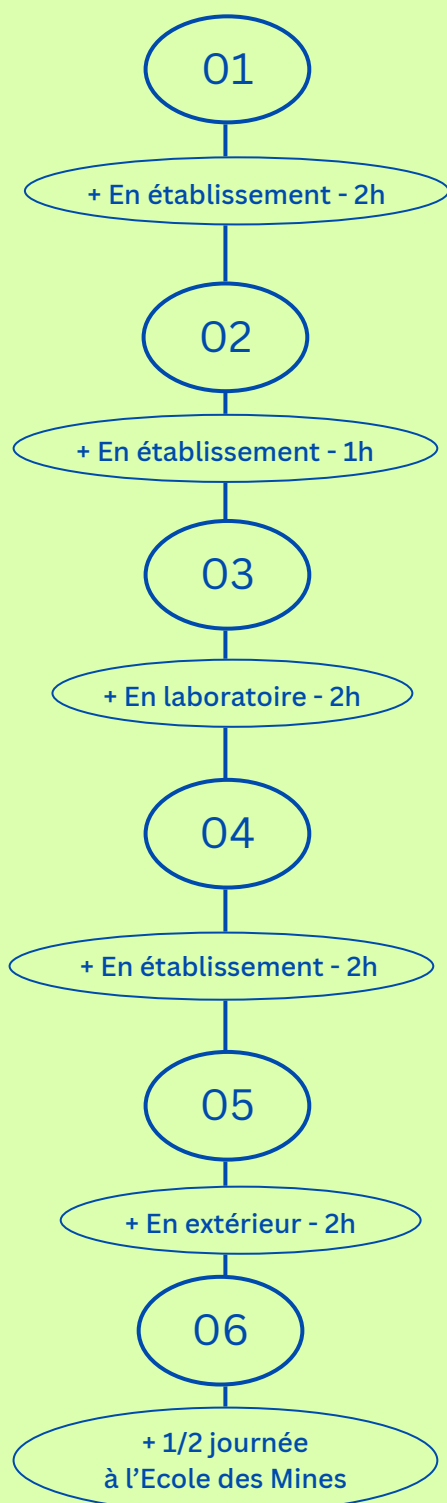 01
+ En établissement - 2h
02
+ En établissement - 1h
03
+ En laboratoire - 2h
04
+ En établissement - 2h
05
+ En extérieur - 2h
06
+ 1/2 journée
à l’Ecole des Mines